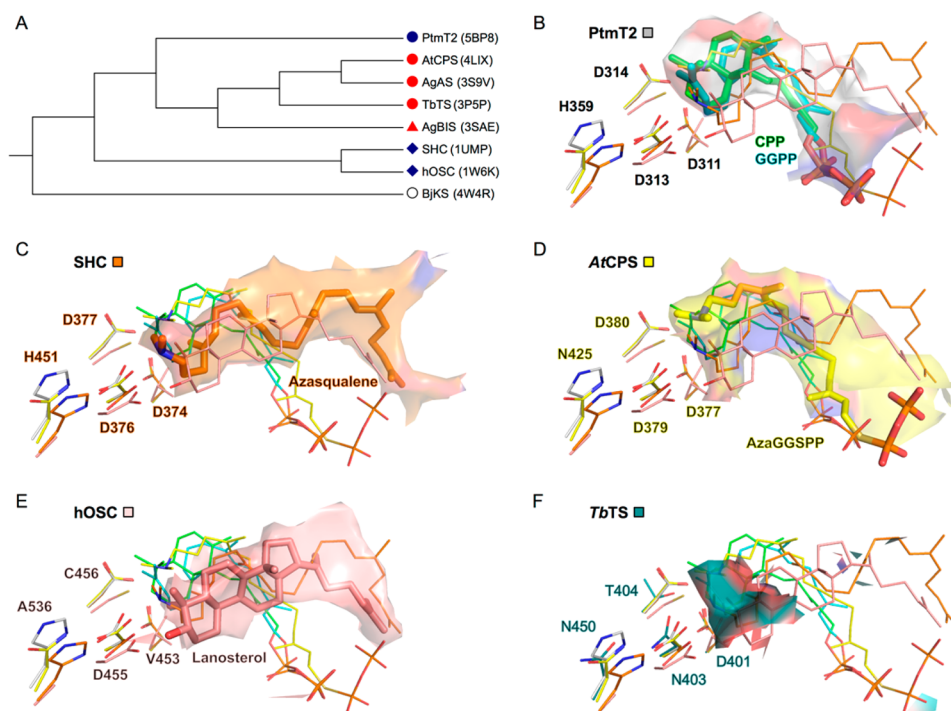 A
PtmT2 (5BP8)
AtCPS (4LIX)
AgAS (3S9V)
TbTS (3P5P)
AgBIS (3SAE)
SHC (1UMP)
hOSC (1W6K)
BjKS (4W4R)
B
PtmT2
D314
H359
D313
D311
CPP
GGPP
C
SHC
D377
H451
D376
D374
Azasqualene
D
AtCPS
D380
N425
D379
D377
AzaGGSPP
E
hOSC
C456
A536
D455
V453
Lanosterol
F
TbTS
T404
N450
N403
D401